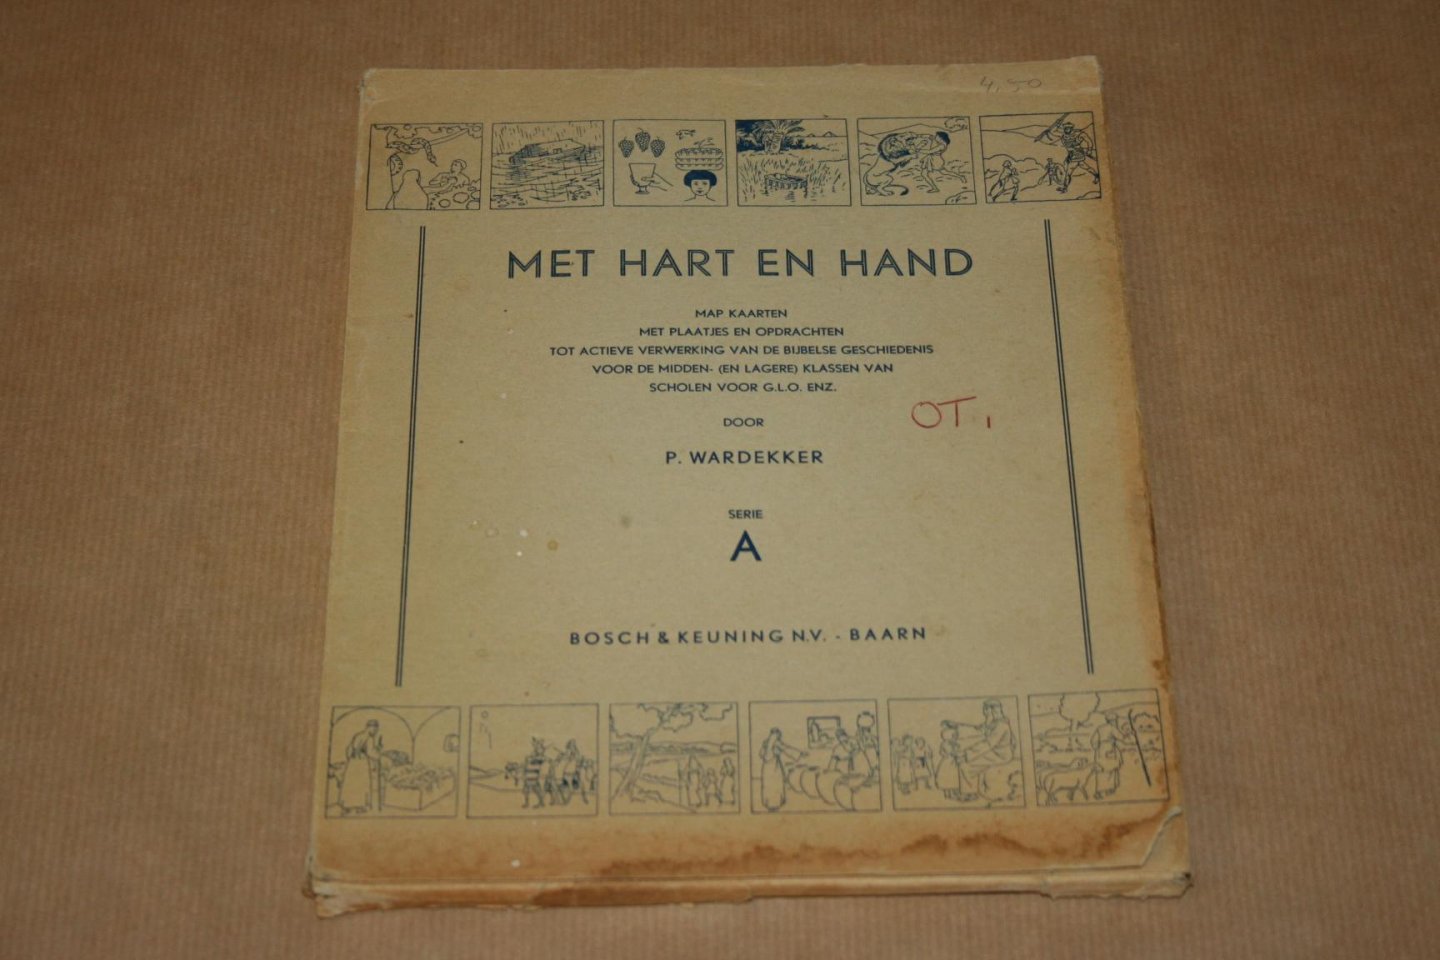 4,50
MET HART EN HAND
MAP KAARTEN
MET PLAATJES EN OPDRACHTEN
TOT ACTIEVE VERWERKING VAN DE BIJBELSE GESCHIEDENIS
VOOR DE MIDDEN- (EN LAGERE) KLASSEN VAN
SCHOLEN VOOR G.L.O. ENZ.
OT 1
DOOR
P. WARDEKKER
SERIE
A
BOSCH & KEUNING N.V. - BAARN